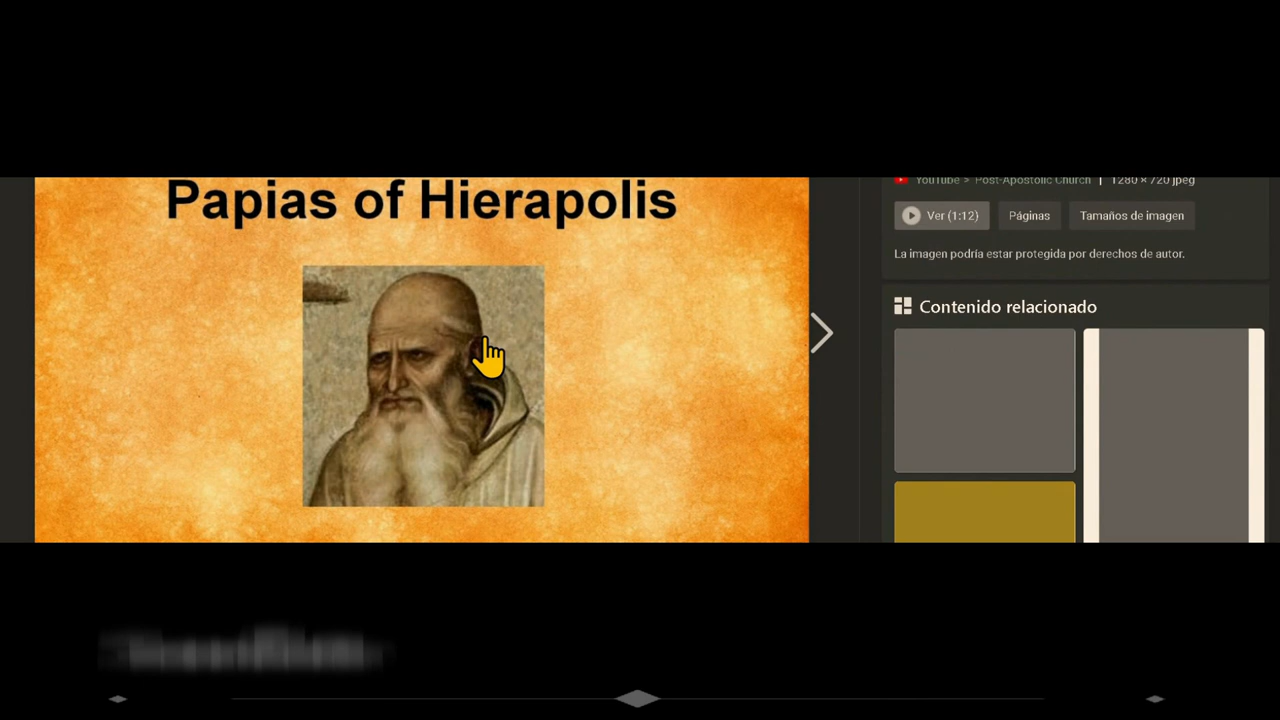 Papias of Hierapolis
YouTube > Post-Apostolic Church | 1280 × 720 jpeg
Ver (1:12) Páginas Tamaños de imagen
La imagen podría estar protegida por derechos de autor.
Contenido relacionado